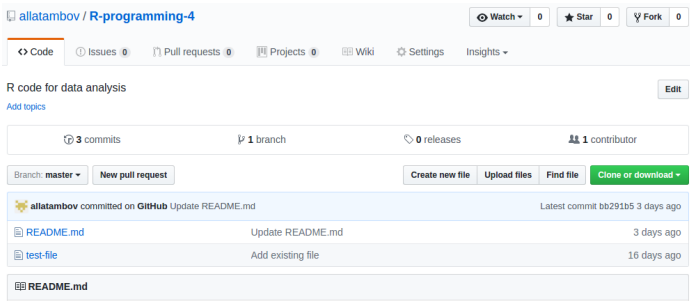 allatambov / R-programming-4
Watch 0 Star 0 Fork 0
Code Issues 0 Pull requests 0 Projects 0 Wiki Settings Insights
R code for data analysis Edit
Add topics
3 commits 1 branch 0 releases 1 contributor
Branch: master New pull request Create new file Upload files Find file Clone or download
allatambov committed on GitHub Update README.md Latest commit bb291b5 3 days ago
README.md Update README.md 3 days ago
test-file Add existing file 16 days ago
README.md